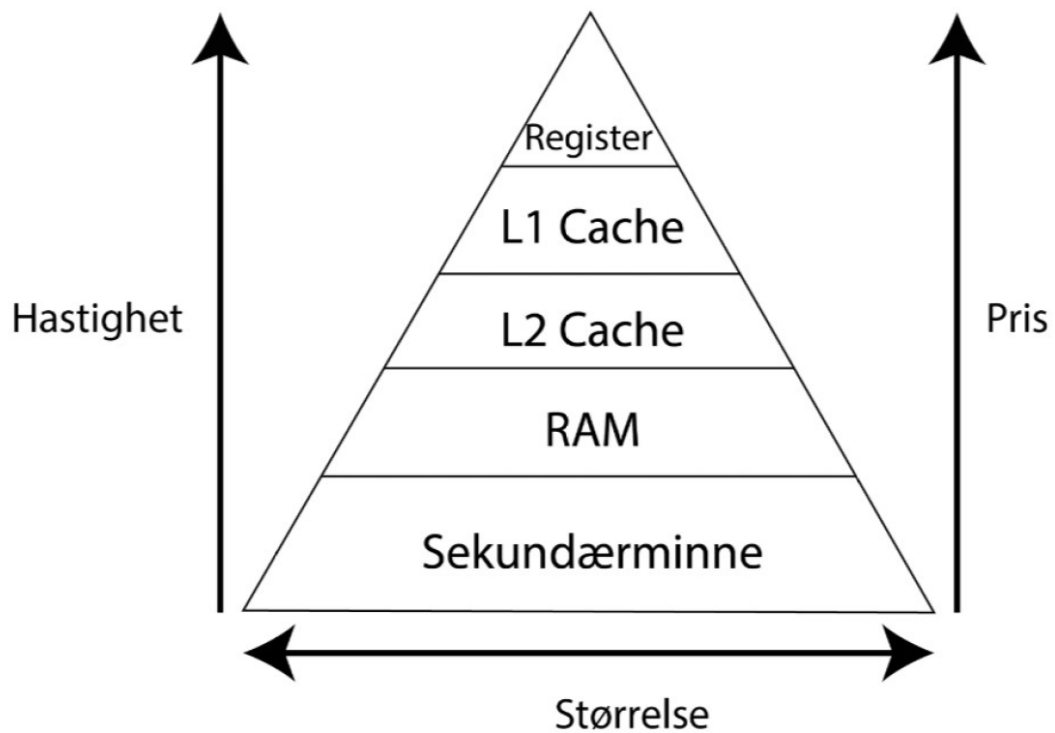 Register
L1 Cache
Hastighet
L2 Cache
Pris
RAM
Sekundærminne
Størrelse